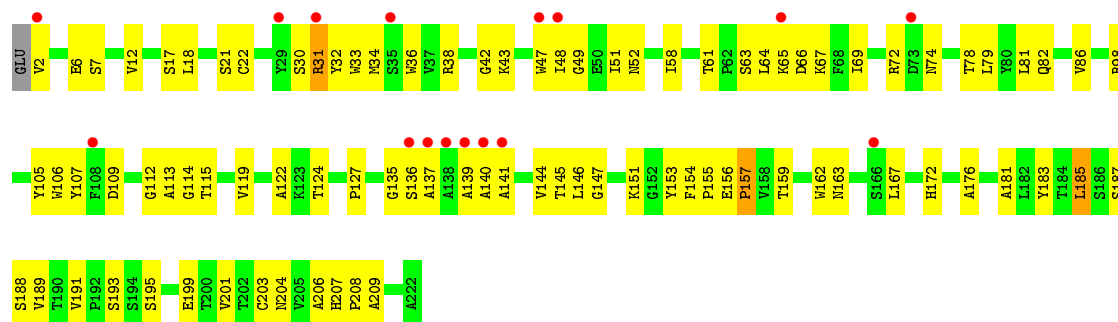 GLU V2 E6 S7 V12 S17 L18 S21 C22 Y29 S30 R31 Y32 W33 M34 S35 W36 V37 R38 G42 K43 W47 I48 G49 E50 I51 N52 I58 T61 P62 S63 L64 K65 D66 K67 F68 I69 R72 D73 N74 T78 L79 Y80 L81 Q82 V86 R98
Y105 W106 Y107 F108 D109 G112 A113 G114 T115 V119 A122 K123 T124 P127 G135 S136 A137 A138 A139 A140 A141 V144 T145 L146 G147 K151 G152 Y153 F154 P155 E156 P157 V158 T159 W162 N163 S166 L167 H172 A176 A181 L182 Y183 T184 L185 S186 S187
S188 V189 T190 V191 P192 S193 S194 S195 E199 T200 V201 T202 C203 N204 V205 A206 H207 P208 A209 A222